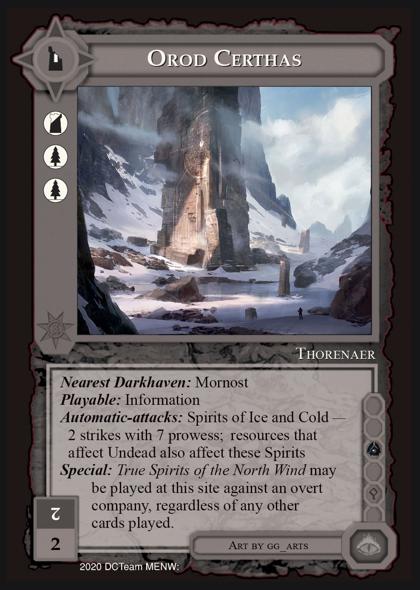 Orod Certhas
Thorenaer
Nearest Darkhaven: Mornost
Playable: Information
Automatic-attacks: Spirits of Ice and Cold —
2 strikes with 7 prowess; resources that
affect Undead also affect these Spirits
Special: True Spirits of the North Wind may
be played at this site against an overt
company, regardless of any other
cards played.
2
2
Art by gg_arts
2020 DCTeam MENW: